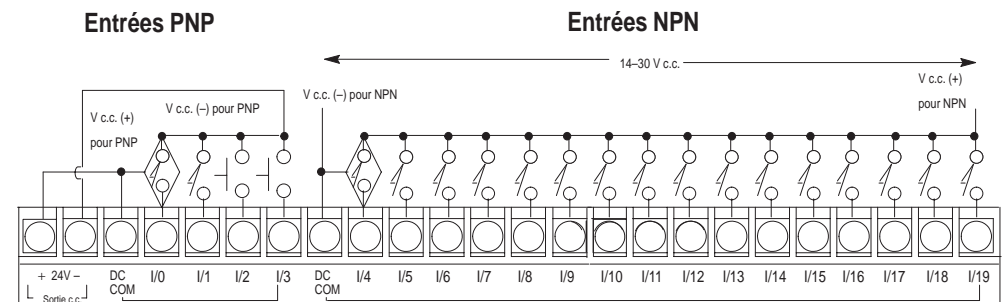 Entrées PNP
Entrées NPN
14–30 V c.c.
V c.c. (+)
pour PNP
V c.c. (–) pour PNP
V c.c. (–) pour NPN
V c.c. (+)
pour NPN
+ 24V – DC COM I/0 I/1 I/2 I/3 DC COM I/4 I/5 I/6 I/7 I/8 I/9 I/10 I/11 I/12 I/13 I/14 I/15 I/16 I/17 I/18 I/19
Sortie c.c.